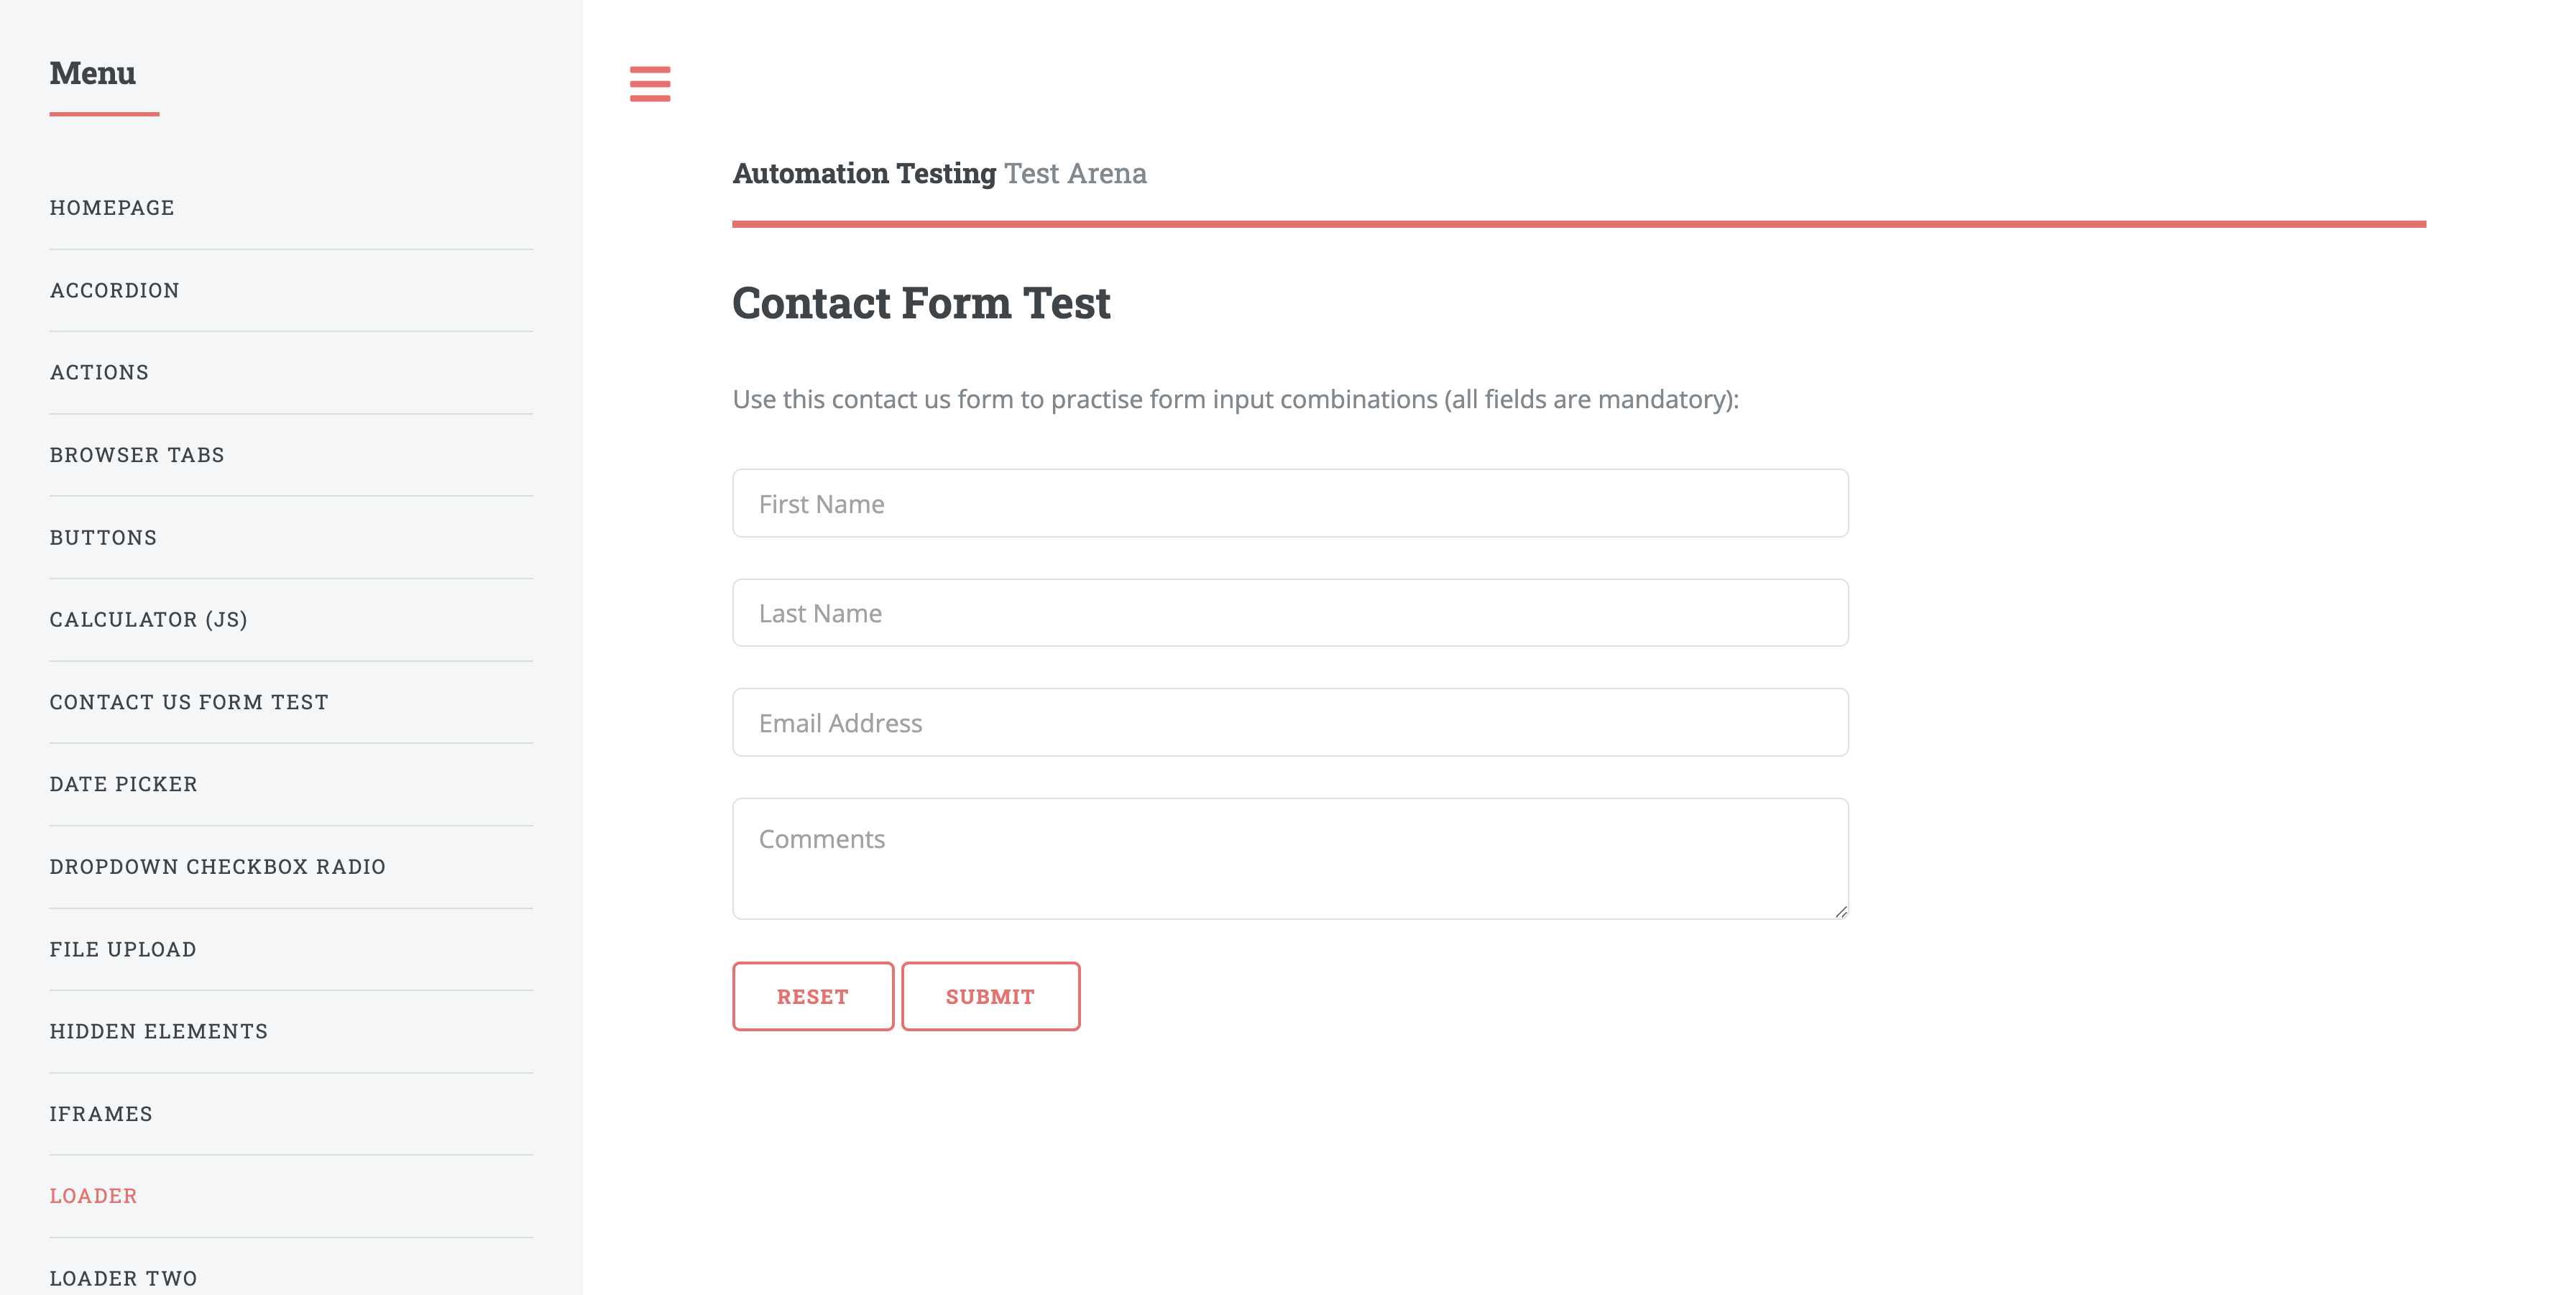 Menu
HOMEPAGE
ACCORDION
ACTIONS
BROWSER TABS
BUTTONS
CALCULATOR (JS)
CONTACT US FORM TEST
DATE PICKER
DROPDOWN CHECKBOX RADIO
FILE UPLOAD
HIDDEN ELEMENTS
IFRAMES
LOADER
LOADER TWO
Automation Testing Test Arena
Contact Form Test
Use this contact us form to practise form input combinations (all fields are mandatory):
First Name
Last Name
Email Address
Comments
RESET SUBMIT